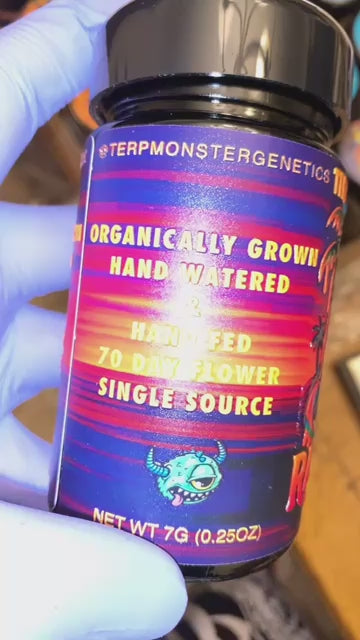 @TERPMONSTERGENETICS
ORGANICALLY GROWN
HAND WATERED
&
HAND FED
70 DAY FLOWER
SINGLE SOURCE
NET WT 7G (0.25OZ)